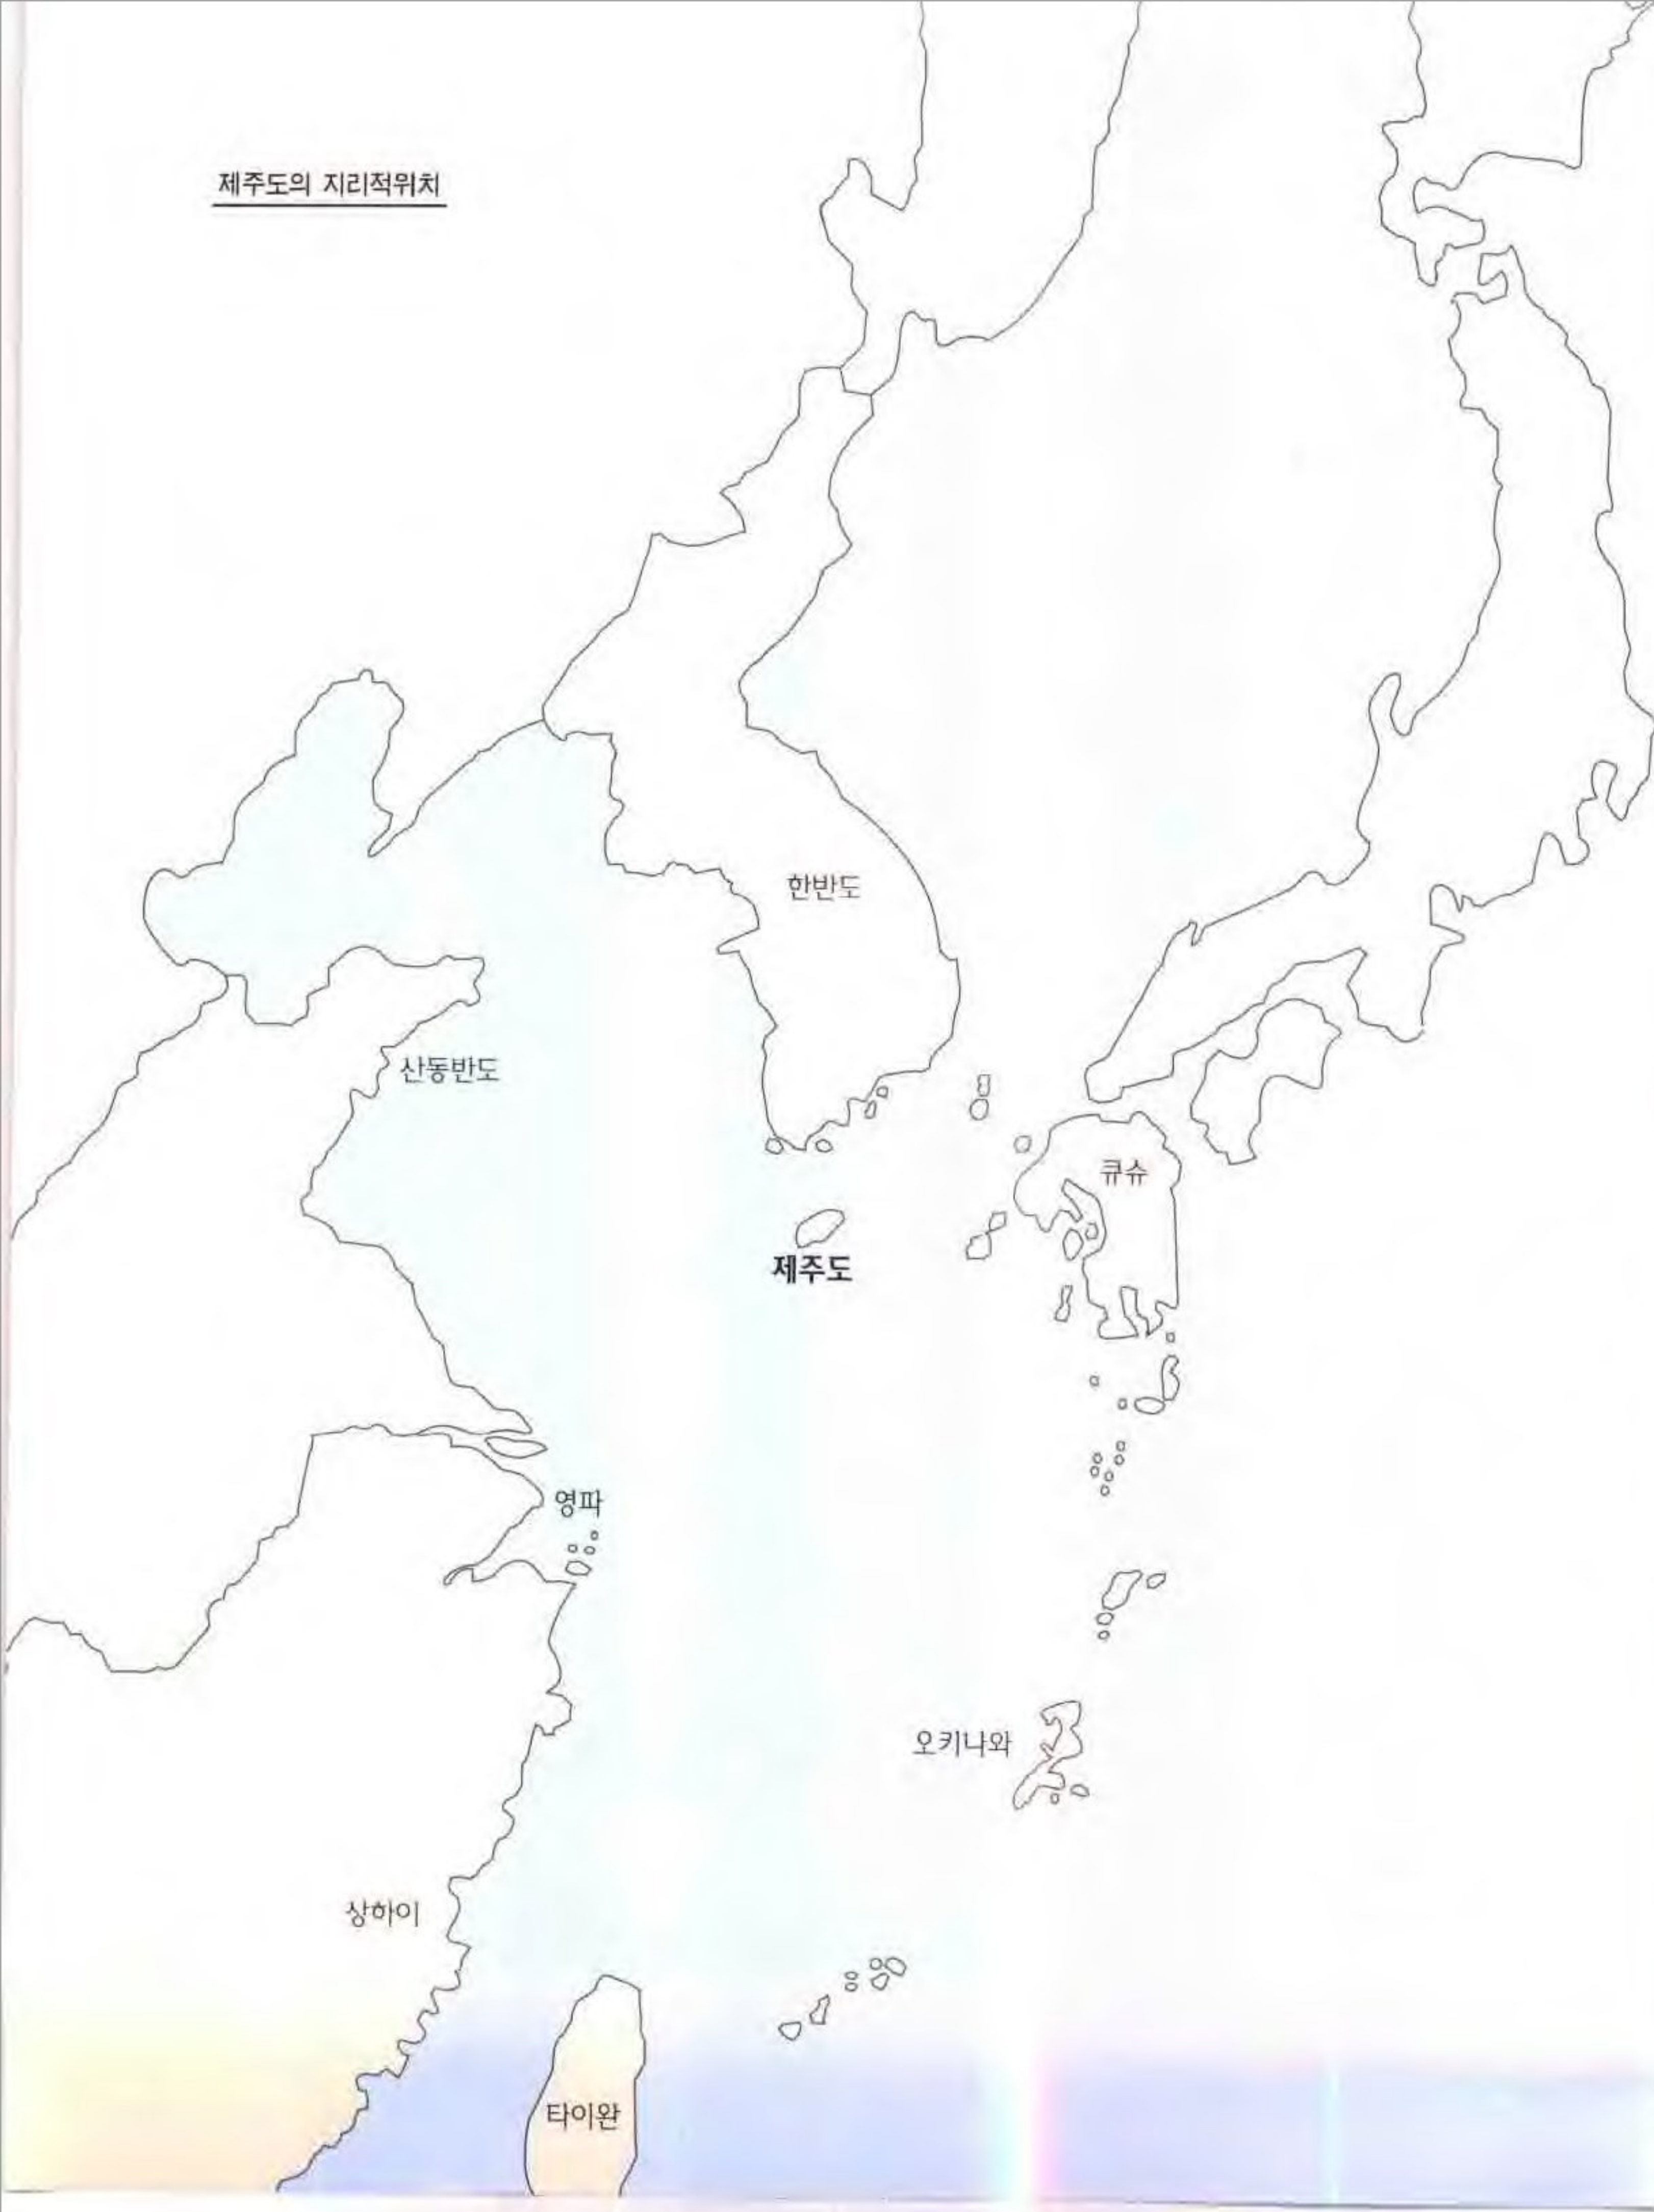 제주도의 지리적위치
한반도
산동반도
큐슈
제주도
영파
오키나와
상하이
타이완